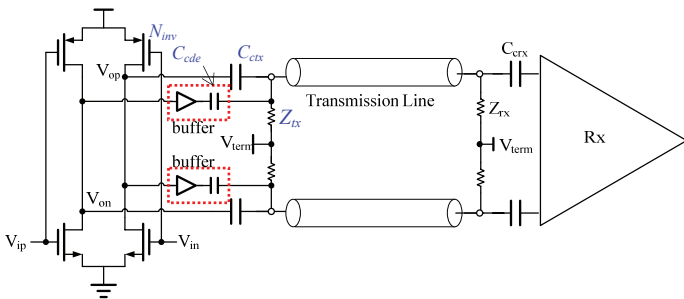 N_inv
C_cde
C_ctx
C_crx
V_op
Transmission Line
Z_rx
buffer
Z_tx
V_term
V_term
Rx
buffer
V_on
V_ip
V_in